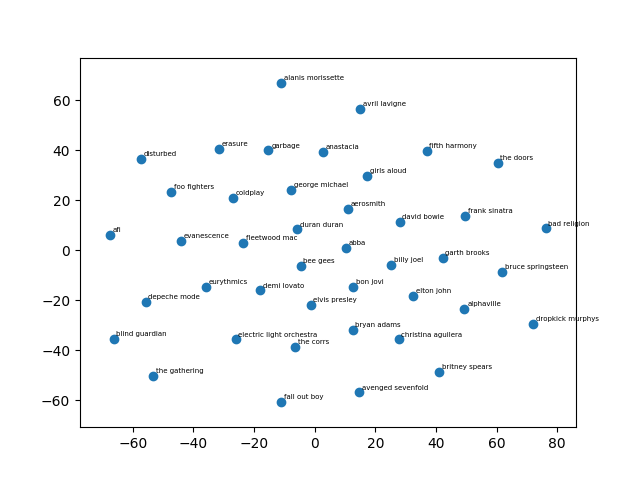 alanis morissette
avril lavigne
erasure
garbage
anastacia
fifth harmony
disturbed
the doors
girls aloud
foo fighters
george michael
coldplay
aerosmith
frank sinatra
david bowie
bad religion
duran duran
afi
evanescence
fleetwood mac
abba
garth brooks
bee gees
billy joel
bruce springsteen
eurythmics
demi lovato
bon jovi
elton john
depeche mode
elvis presley
alphaville
dropkick murphys
blind guardian
electric light orchestra
bryan adams
christina aguilera
the corrs
the gathering
britney spears
avenged sevenfold
fall out boy
60
40
20
0
−20
−40
−60
−60 −40 −20 0 20 40 60 80